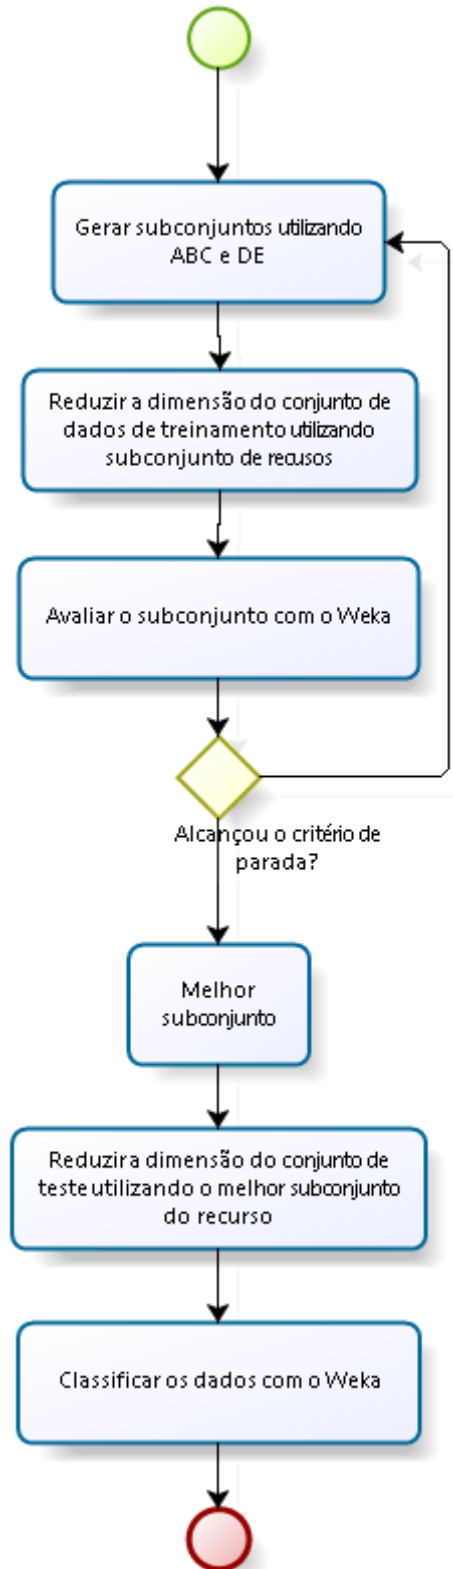 Gerar subconjuntos utilizando
ABC e DE
Reduzir a dimensão do conjunto de
dados de treinamento utilizando
subconjunto de recusos
Avaliar o subconjunto com o Weka
Alcançou o critério de
parada?
Melhor
subconjunto
Reduzir a dimensão do conjunto de
teste utilizando o melhor subconjunto
do recurso
Classificar os dados com o Weka